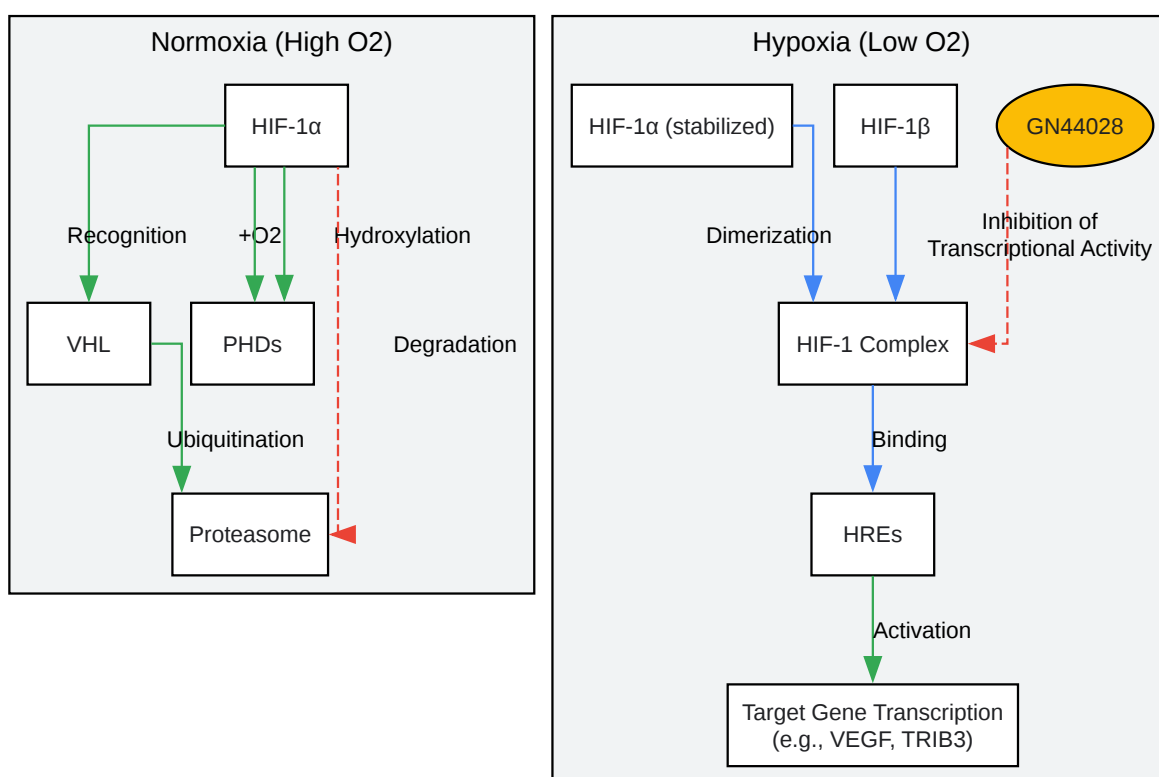 Normoxia (High O2)
HIF-1α
Recognition
+O2
Hydroxylation
VHL
PHDs
Degradation
Ubiquitination
Proteasome
Hypoxia (Low O2)
HIF-1α (stabilized)
HIF-1β
GN44028
Dimerization
Inhibition of
Transcriptional Activity
HIF-1 Complex
Binding
HREs
Activation
Target Gene Transcription
(e.g., VEGF, TRIB3)